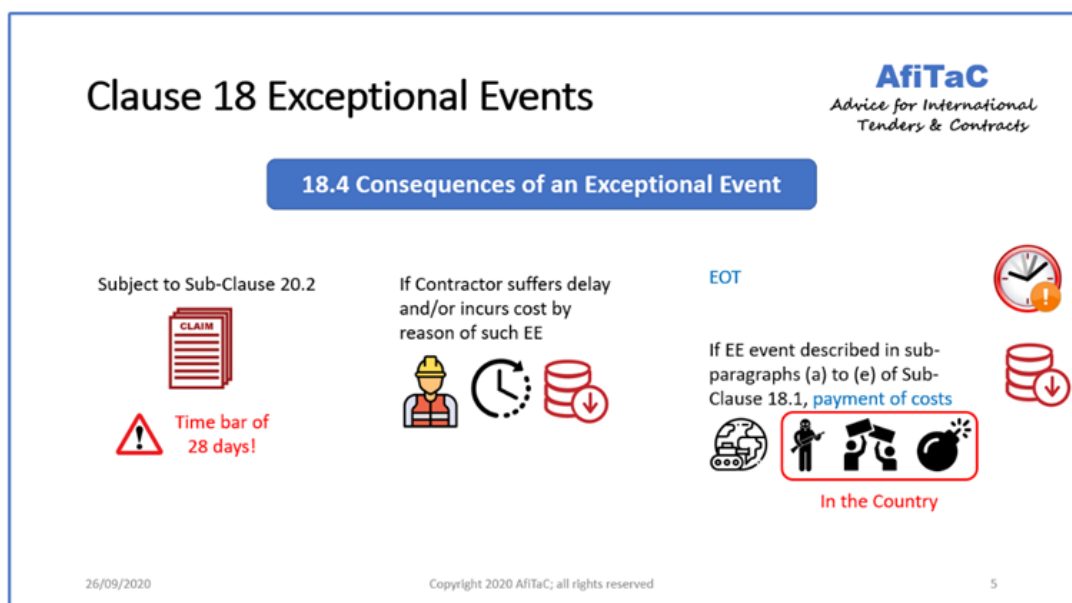 Clause 18 Exceptional Events
AfiTaC
Advice for International
Tenders & Contracts
18.4 Consequences of an Exceptional Event
Subject to Sub-Clause 20.2
CLAIM
Time bar of
28 days!
If Contractor suffers delay
and/or incurs cost by
reason of such EE
EOT
If EE event described in sub-
paragraphs (a) to (e) of Sub-
Clause 18.1, payment of costs
In the Country
26/09/2020
Copyright 2020 AfiTaC; all rights reserved
5